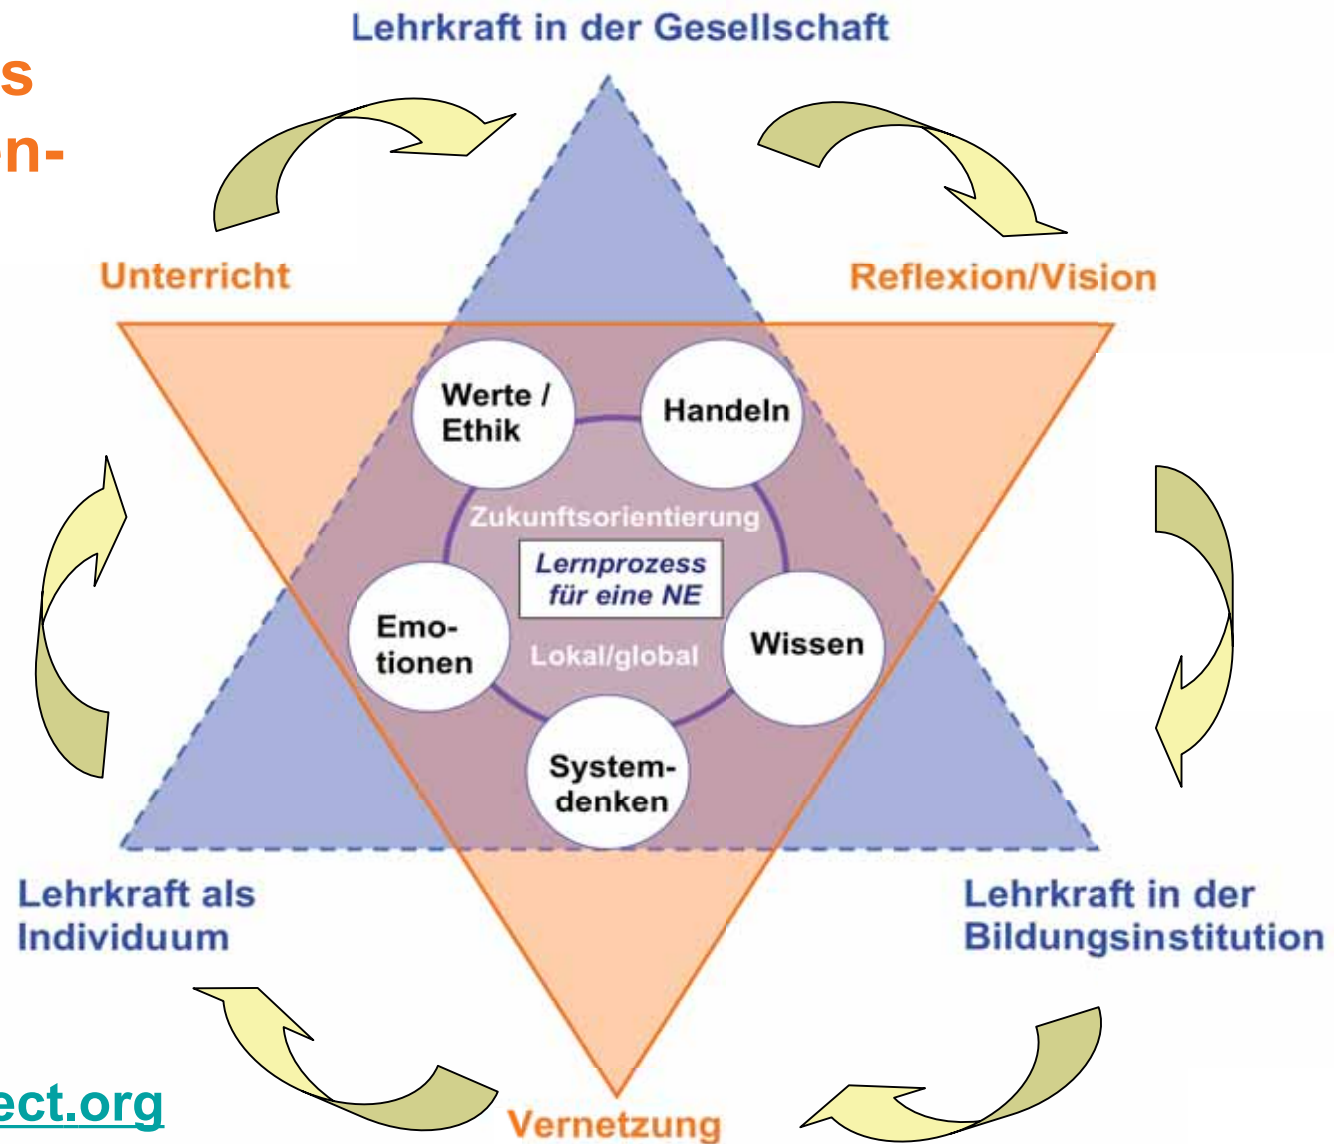 Lehrkraft in der Gesellschaft
s
n-
Unterricht
Reflexion/Vision
Werte /
Ethik
Handeln
Zukunftsorientierung
Lernprozess
für eine NE
Emo-
tionen
Wissen
Lokal/global
System-
denken
Lehrkraft als
Individuum
Lehrkraft in der
Bildungsinstitution
ect.org
Vernetzung